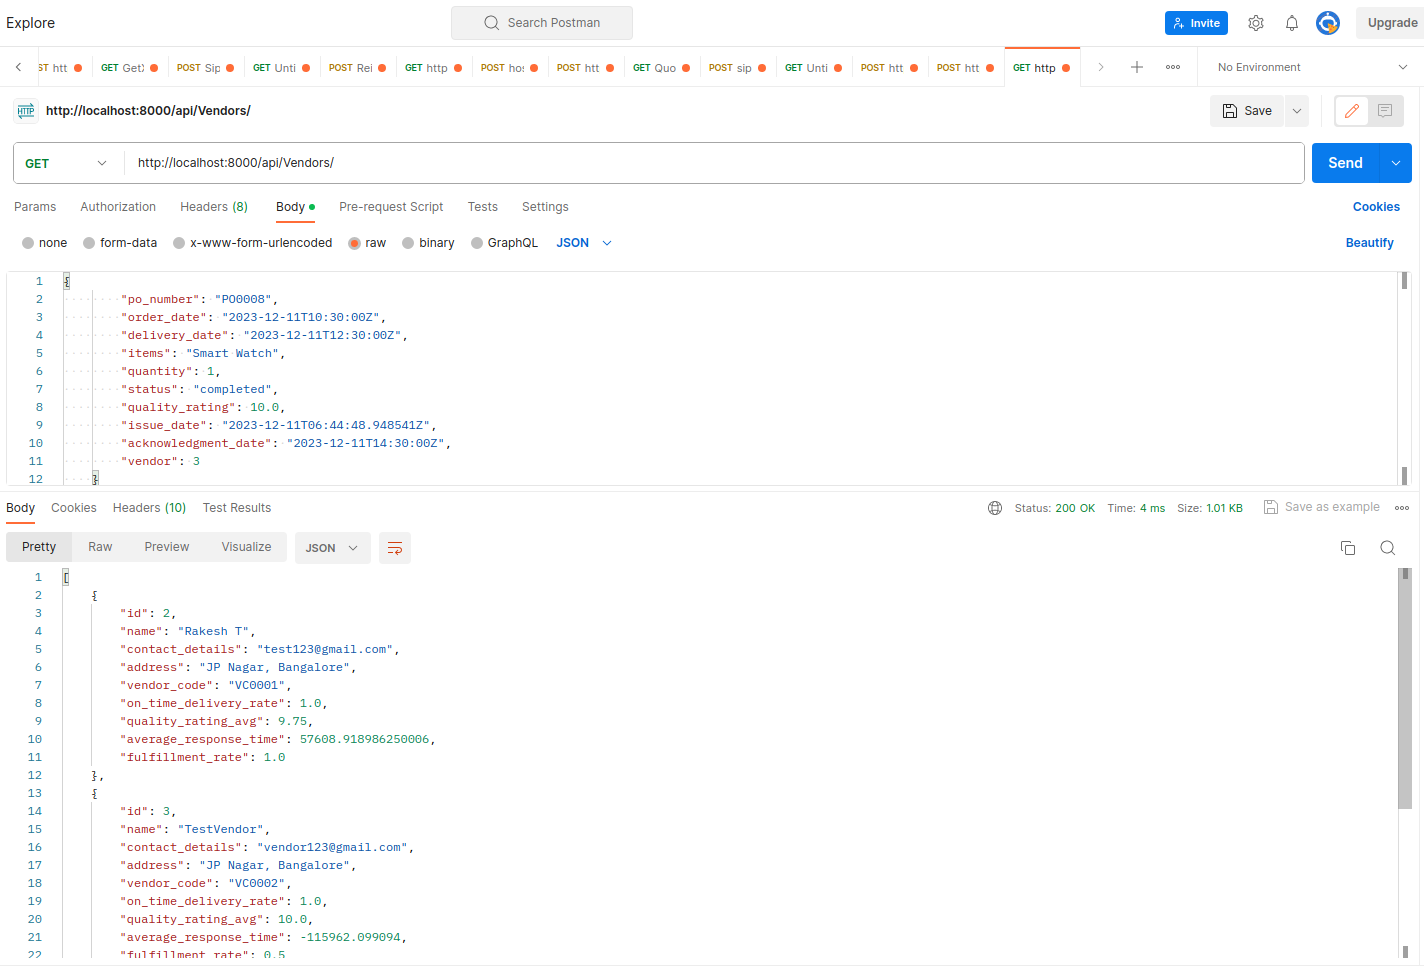 Explore
Search Postman
Invite
Upgrade
ST htt
GET GetX
POST Sip
GET Unti
POST Rei
GET http
POST hos
POST htt
GET Quo
POST sip
GET Unti
POST htt
POST htt
GET http
No Environment
HTTP http://localhost:8000/api/Vendors/
Save
GET http://localhost:8000/api/Vendors/
Send
Params Authorization Headers (8) Body Pre-request Script Tests Settings
Cookies
none form-data x-www-form-urlencoded raw binary GraphQL JSON
Beautify
1 {
2 "po_number": "PO0008",
3 "order_date": "2023-12-11T10:30:00Z",
4 "delivery_date": "2023-12-11T12:30:00Z",
5 "items": "Smart Watch",
6 "quantity": 1,
7 "status": "completed",
8 "quality_rating": 10.0,
9 "issue_date": "2023-12-11T06:44:48.948541Z",
10 "acknowledgment_date": "2023-12-11T14:30:00Z",
11 "vendor": 3
12 }
Body Cookies Headers (10) Test Results
Status: 200 OK Time: 4 ms Size: 1.01 KB
Save as example
Pretty Raw Preview Visualize JSON
1 [
2 {
3 "id": 2,
4 "name": "Rakesh T",
5 "contact_details": "test123@gmail.com",
6 "address": "JP Nagar, Bangalore",
7 "vendor_code": "VC0001",
8 "on_time_delivery_rate": 1.0,
9 "quality_rating_avg": 9.75,
10 "average_response_time": 57608.918986250006,
11 "fulfillment_rate": 1.0
12 },
13 {
14 "id": 3,
15 "name": "TestVendor",
16 "contact_details": "vendor123@gmail.com",
17 "address": "JP Nagar, Bangalore",
18 "vendor_code": "VC0002",
19 "on_time_delivery_rate": 1.0,
20 "quality_rating_avg": 10.0,
21 "average_response_time": -115962.099094,
22 "fulfillment_rate": 0.5